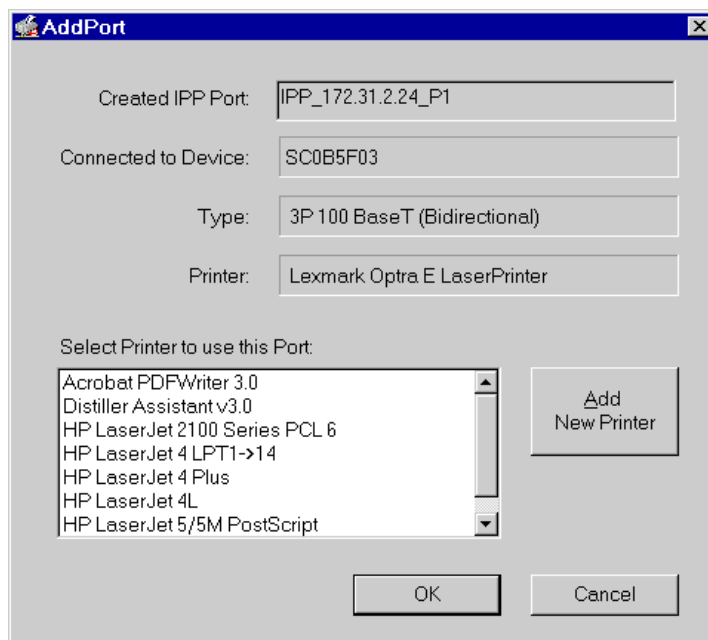 AddPort
Created IPP Port: IPP_172.31.2.24_P1
Connected to Device: SC0B5F03
Type: 3P 100 BaseT (Bidirectional)
Printer: Lexmark Optra E LaserPrinter
Select Printer to use this Port:
Acrobat PDFWriter 3.0
Distiller Assistant v3.0
HP LaserJet 2100 Series PCL 6
HP LaserJet 4 LPT1->14
HP LaserJet 4 Plus
HP LaserJet 4L
HP LaserJet 5/5M PostScript
Add
New Printer
OK Cancel